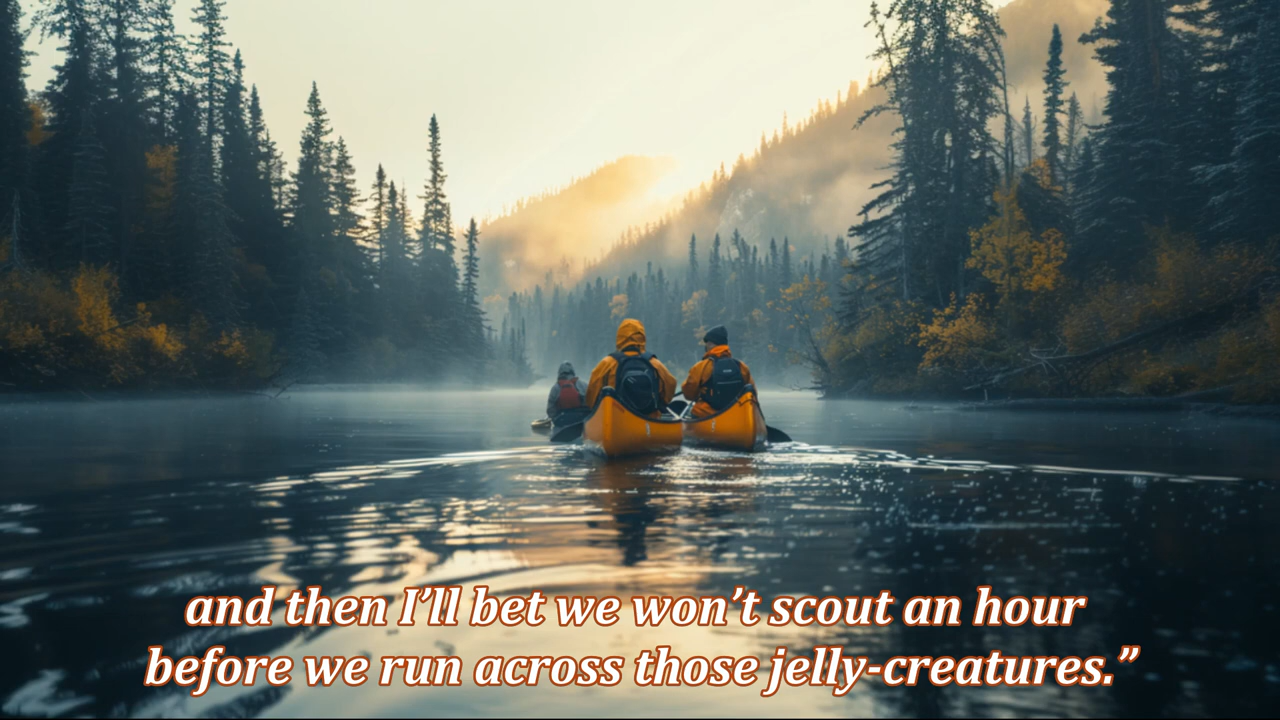 and then I’ll bet we won’t scout an hour
before we run across those jelly-creatures.”